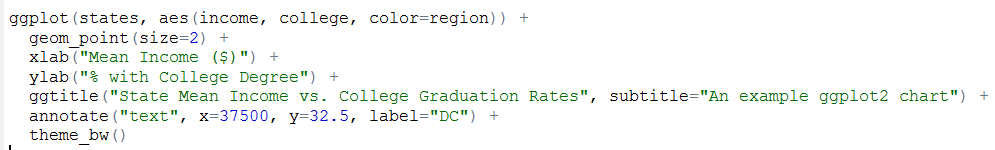 ggplot(states, aes(income, college, color=region)) +
  geom_point(size=2) +
  xlab("Mean Income ($)") +
  ylab("% with College Degree") +
  ggtitle("State Mean Income vs. College Graduation Rates", subtitle="An example ggplot2 chart") +
  annotate("text", x=37500, y=32.5, label="DC") +
  theme_bw()